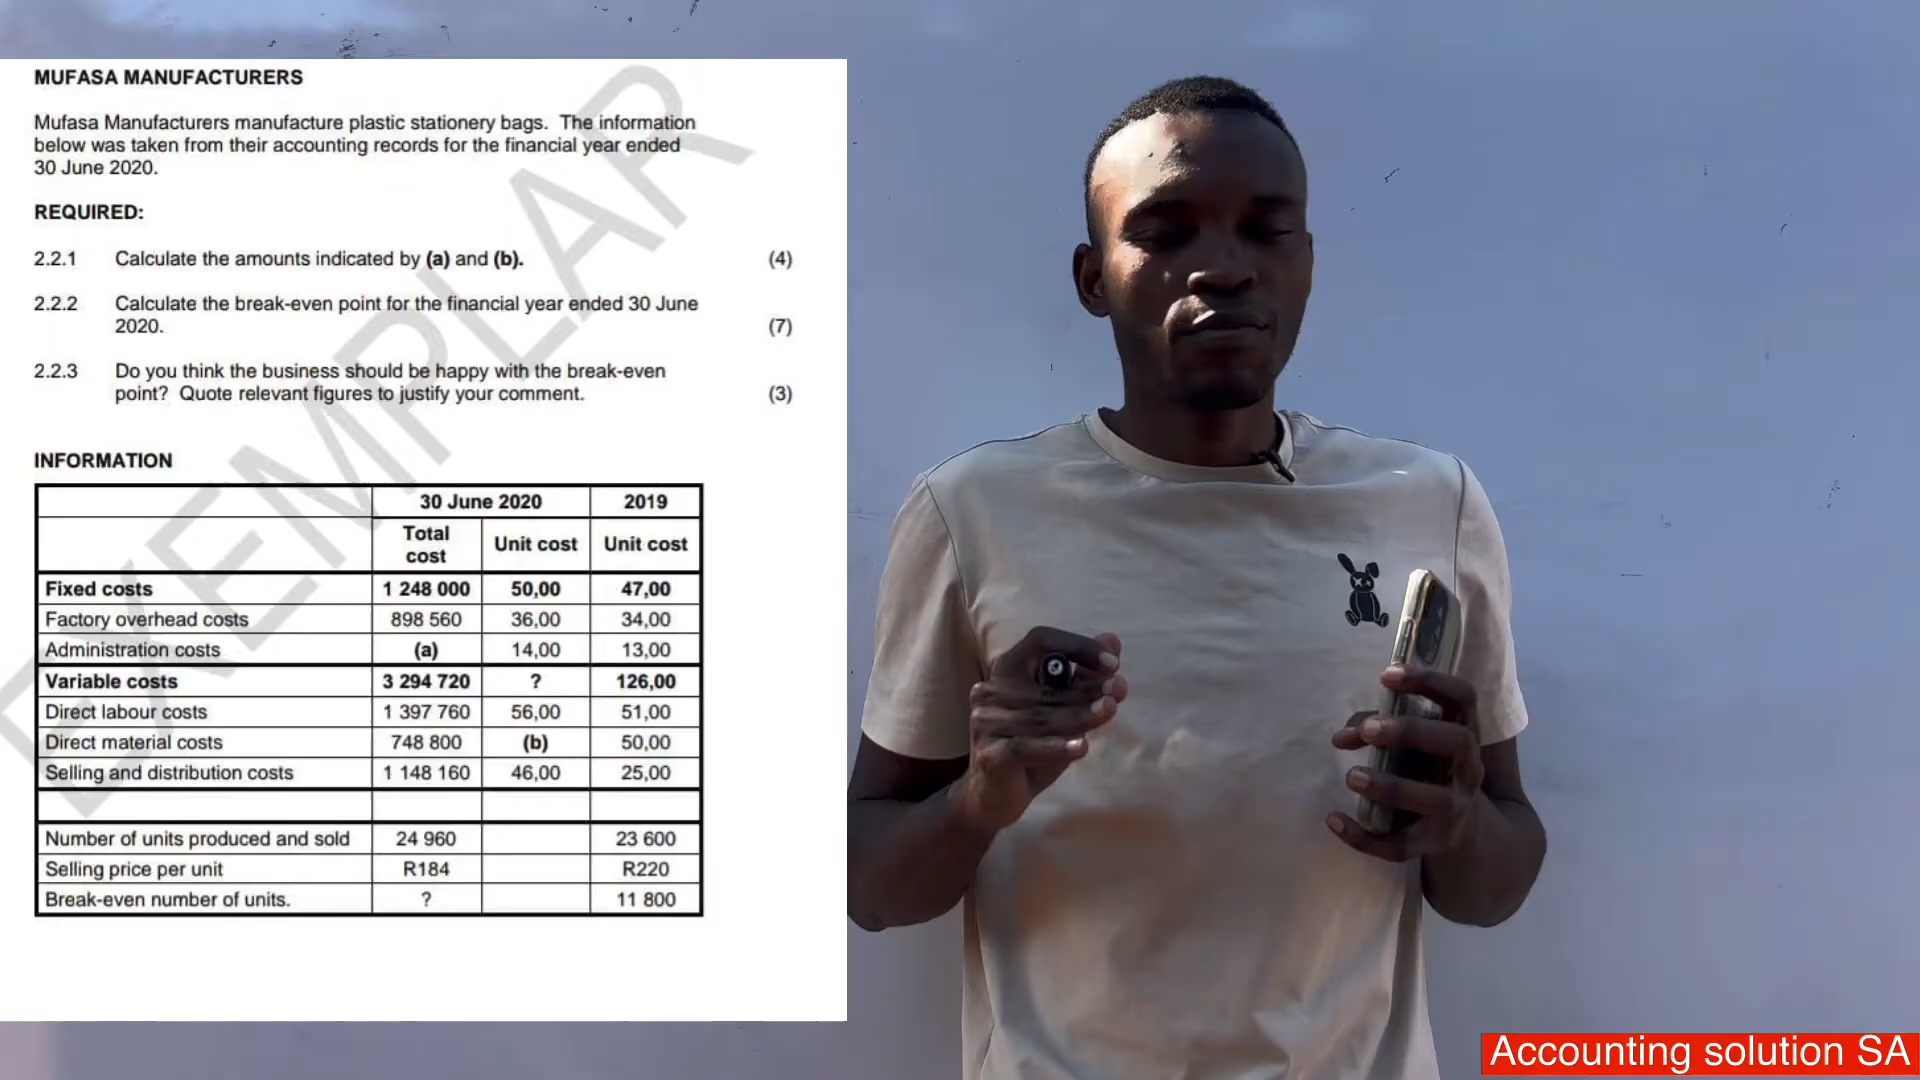 MUFASA MANUFACTURERS
Mufasa Manufacturers manufacture plastic stationery bags. The information
below was taken from their accounting records for the financial year ended
30 June 2020.
REQUIRED:
2.2.1 Calculate the amounts indicated by (a) and (b). (4)
2.2.2 Calculate the break-even point for the financial year ended 30 June
2020. (7)
2.2.3 Do you think the business should be happy with the break-even
point? Quote relevant figures to justify your comment. (3)
INFORMATION
30 June 2020 2019
Total
cost Unit cost Unit cost
Fixed costs 1 248 000 50,00 47,00
Factory overhead costs 898 560 36,00 34,00
Administration costs (a) 14,00 13,00
Variable costs 3 294 720 ? 126,00
Direct labour costs 1 397 760 56,00 51,00
Direct material costs 748 800 (b) 50,00
Selling and distribution costs 1 148 160 46,00 25,00
Number of units produced and sold 24 960 23 600
Selling price per unit R184 R220
Break-even number of units. ? 11 800
EXEMPLAR
Accounting solution SA